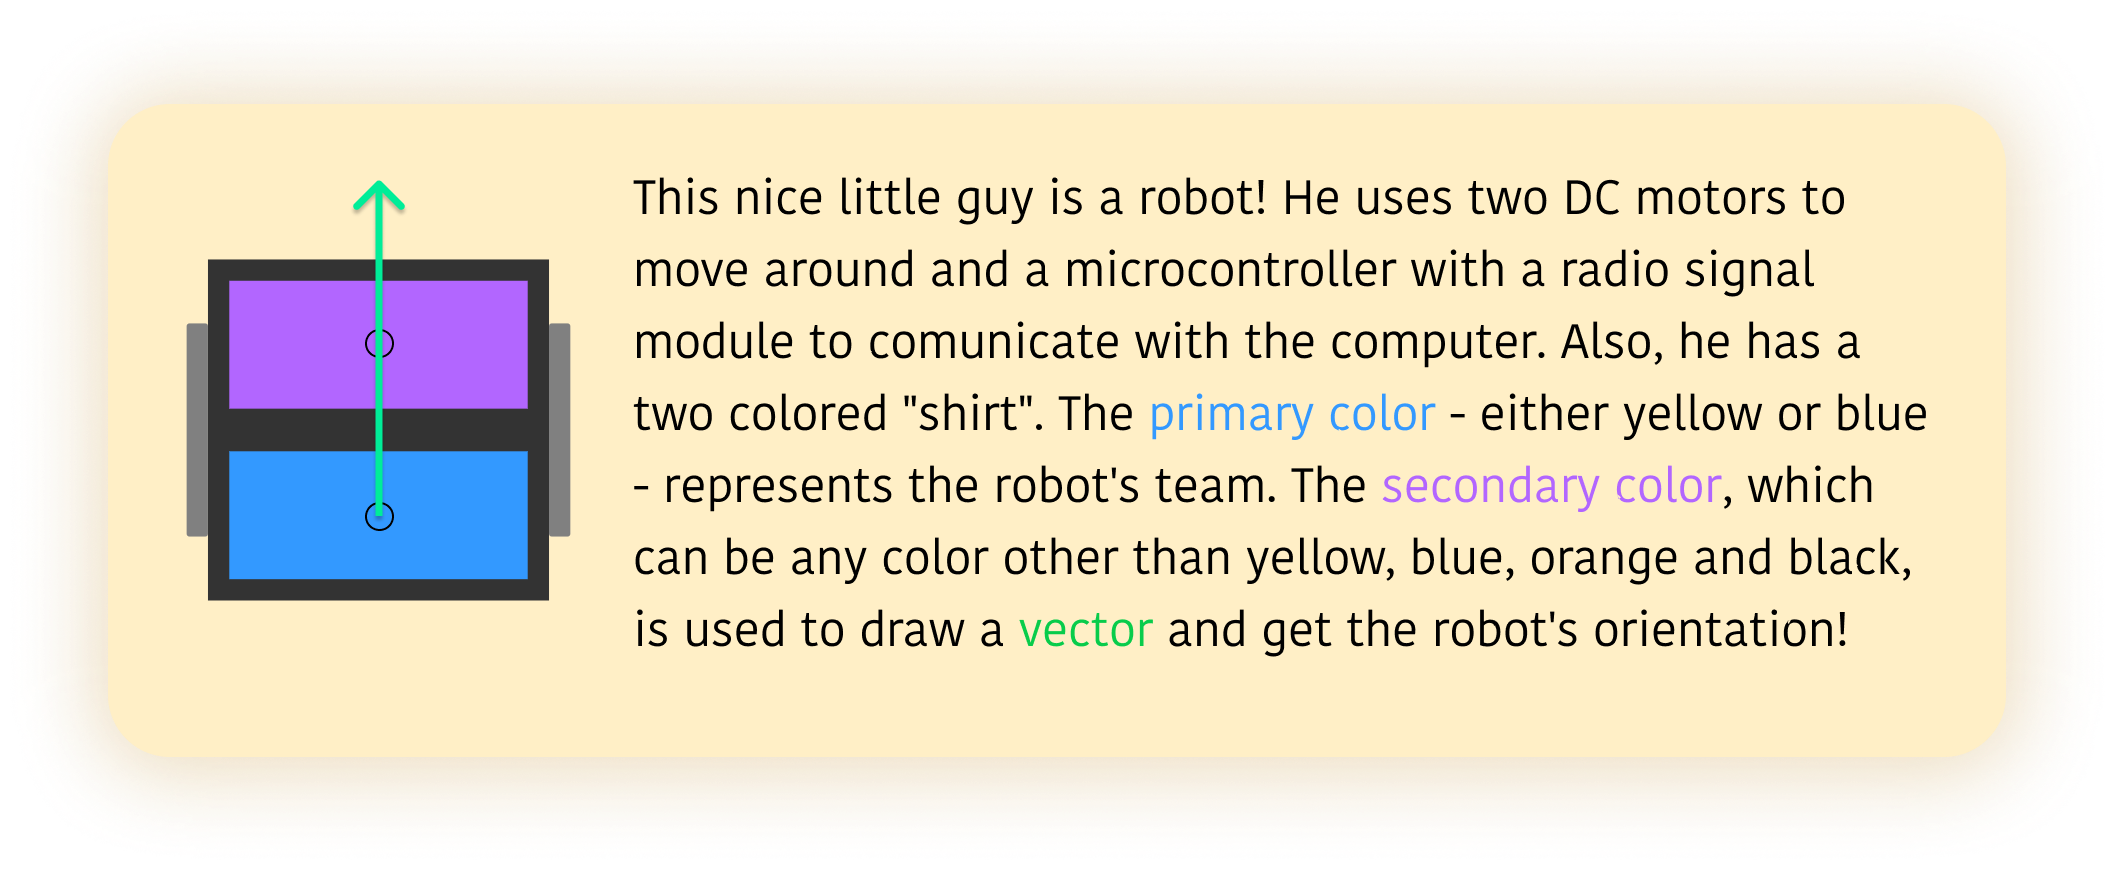 This nice little guy is a robot! He uses two DC motors to
move around and a microcontroller with a radio signal
module to comunicate with the computer. Also, he has a
two colored "shirt". The primary color - either yellow or blue
- represents the robot's team. The secondary color, which
can be any color other than yellow, blue, orange and black,
is used to draw a vector and get the robot's orientation!